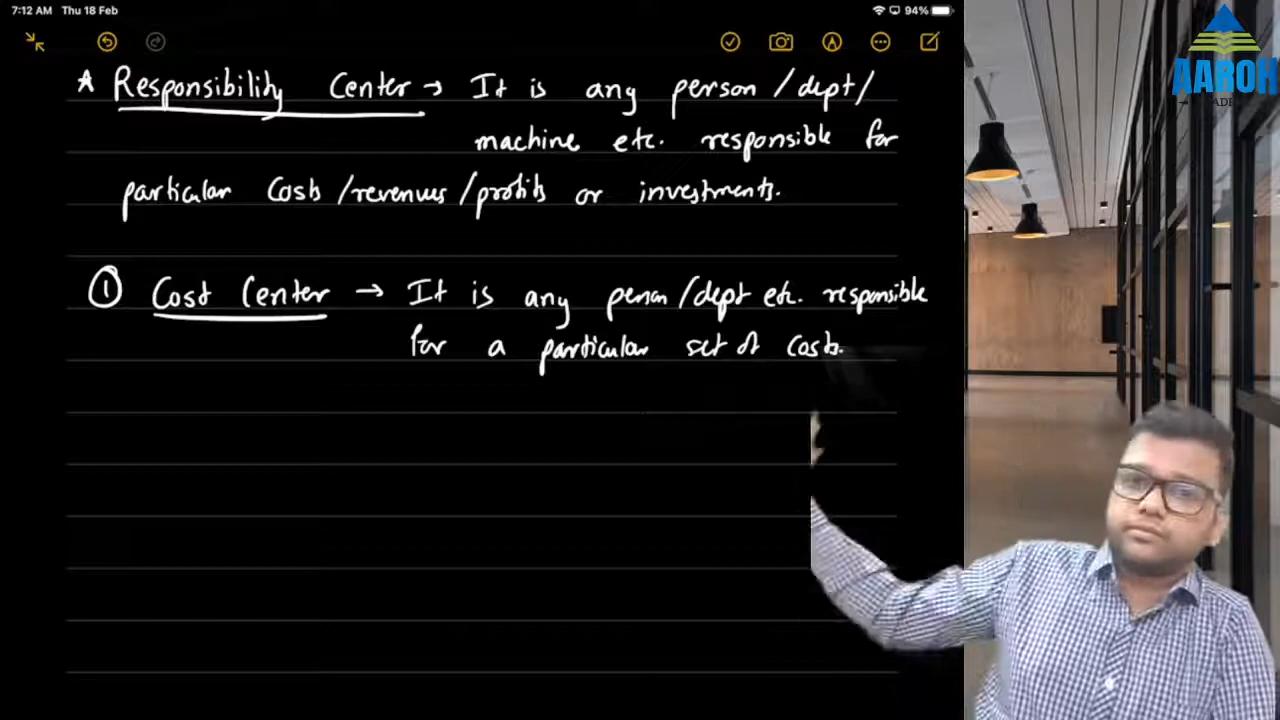 7:12 AM Thu 18 Feb 94%
* Responsibility Center → It is any person / dept /
machine etc. responsible for
particular Costs / revenues / profits or investments.
① Cost Center → It is any person / dept etc. responsible
for a particular set of costs.
AAROH